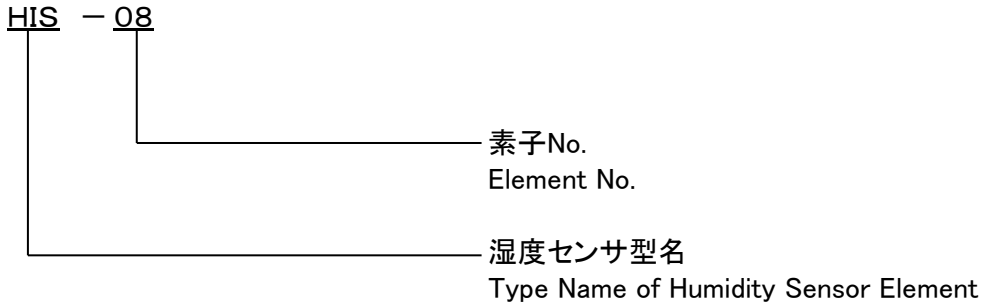 HIS －08
素子No.
Element No.
湿度センサ型名
Type Name of Humidity Sensor Element